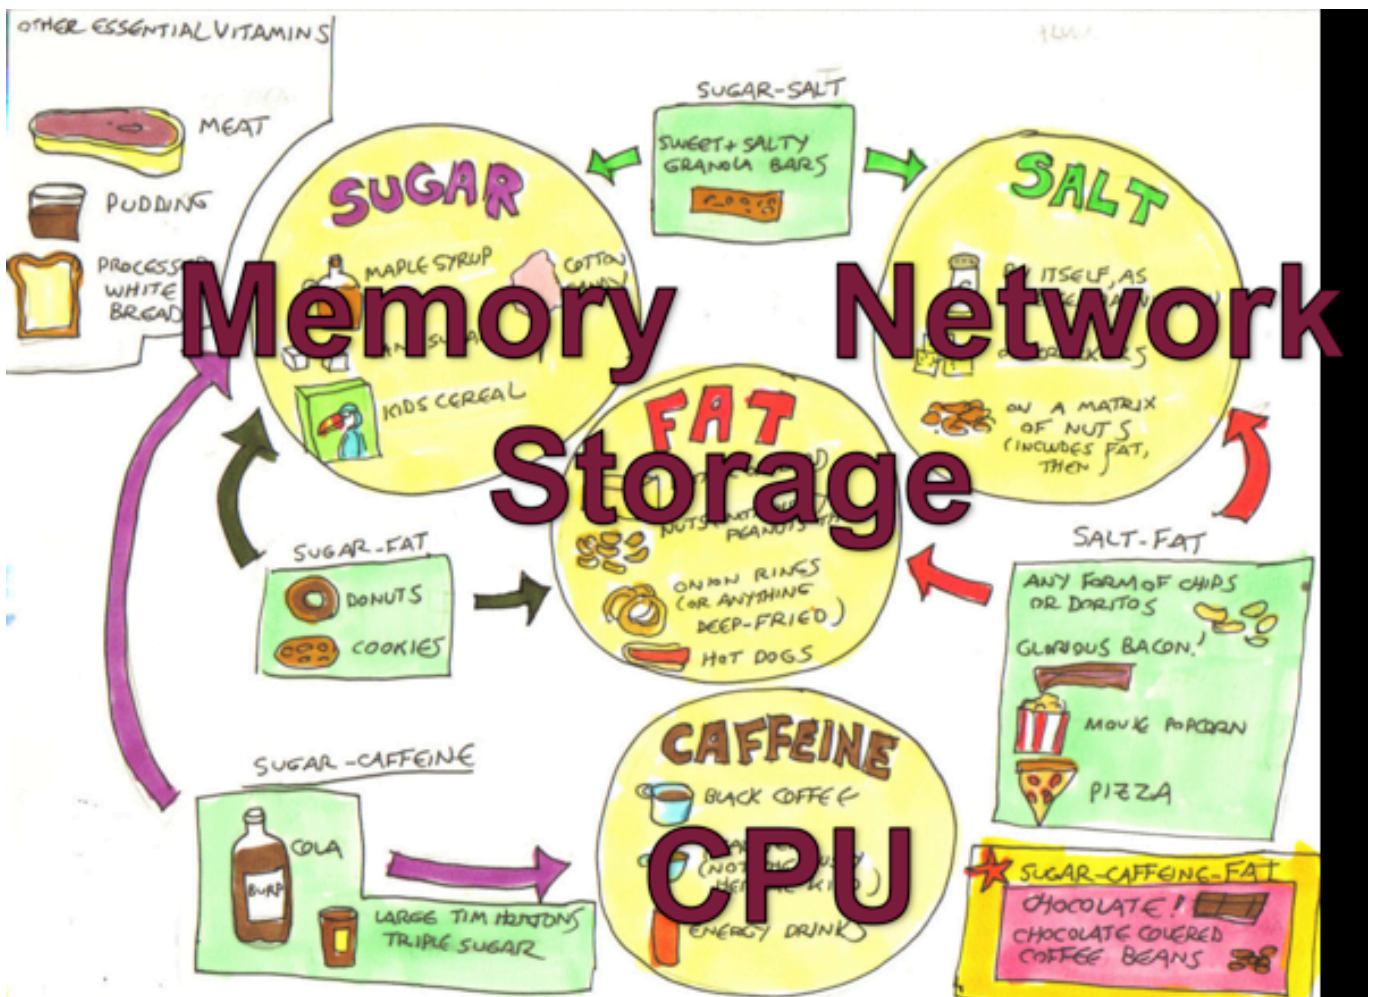 OTHER ESSENTIAL VITAMINS
MEAT
PUDDING
PROCESSED
WHITE
BREAD
SUGAR
MAPLE SYRUP
COTTON
KIDS CEREAL
Memory
SUGAR-SALT
SWEET + SALTY
GRANOLA BARS
SALT
BY ITSELF, AS
ON A MATRIX
OF NUTS
(INCLUDES FAT,
THEN)
Network
FAT
NUTS
PEANUTS
ONION RINGS
(OR ANYTHING
DEEP-FRIED)
HOT DOGS
Storage
SUGAR-FAT
DONUTS
COOKIES
SALT-FAT
ANY FORM OF CHIPS
OR DORITOS
GLORIOUS BACON!
MOVIE POPCORN
PIZZA
SUGAR-CAFFEINE
COLA
BURP
LARGE TIM HORTONS
TRIPLE SUGAR
CAFFEINE
BLACK COFFEE
(NOT
ENERGY DRINKS
CPU
SUGAR-CAFFEINE-FAT
CHOCOLATE!
CHOCOLATE COVERED
COFFEE BEANS